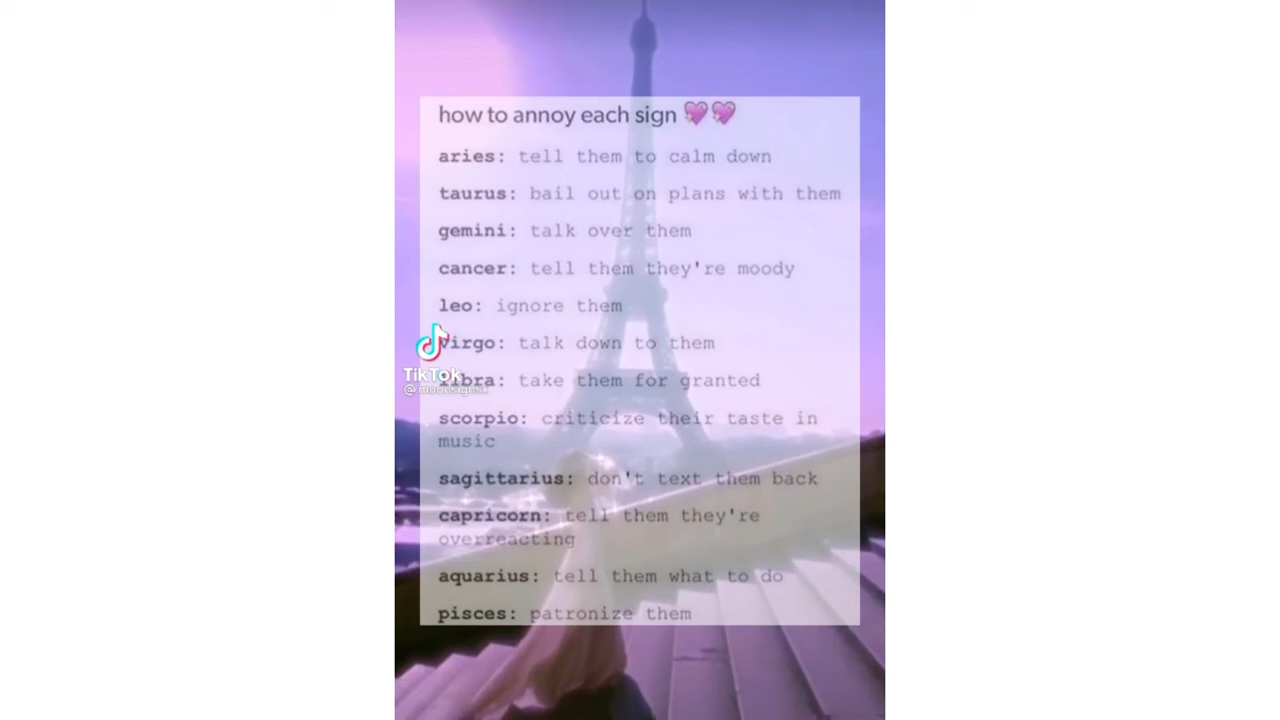 how to annoy each sign 💖💖
aries: tell them to calm down
taurus: bail out on plans with them
gemini: talk over them
cancer: tell them they're moody
leo: ignore them
virgo: talk down to them
libra: take them for granted
scorpio: criticize their taste in
music
sagittarius: don't text them back
capricorn: tell them they're
overreacting
aquarius: tell them what to do
pisces: patronize them
TikTok